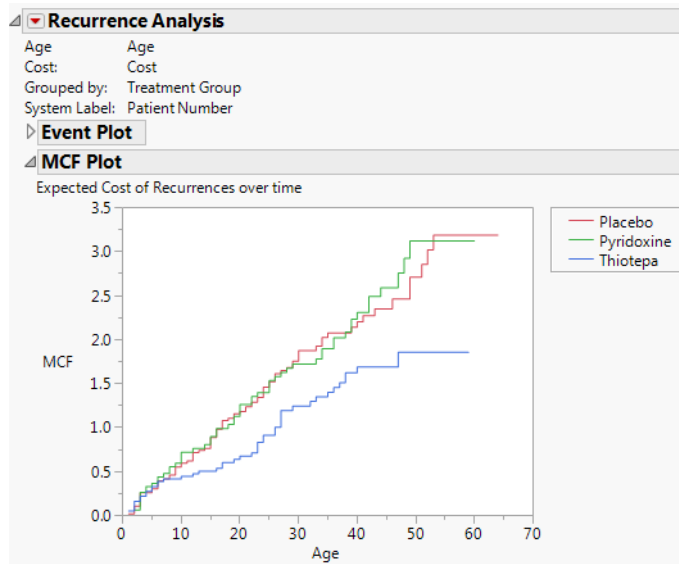 Recurrence Analysis
Age Age
Cost: Cost
Grouped by: Treatment Group
System Label: Patient Number
Event Plot
MCF Plot
Expected Cost of Recurrences over time
3.5
3.0
2.5
2.0
1.5
1.0
0.5
0.0
MCF
0 10 20 30 40 50 60 70
Age
Placebo
Pyridoxine
Thiotepa